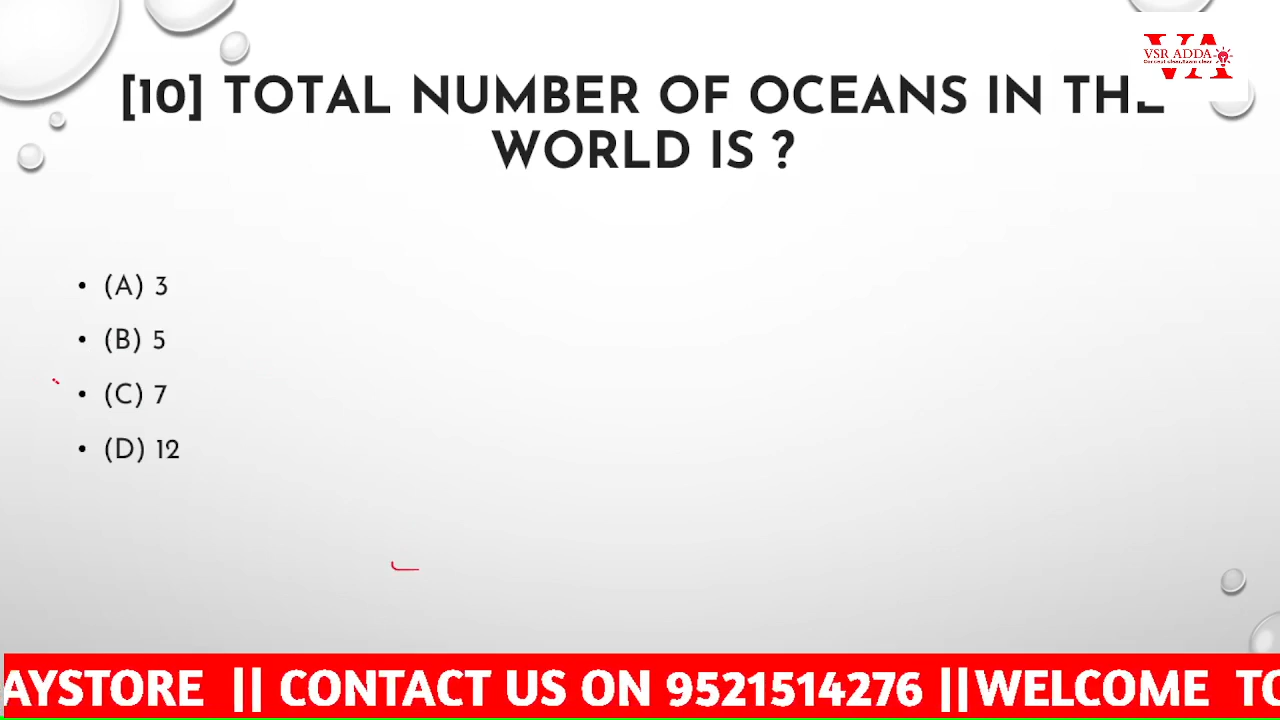 VSR ADDA
[10] TOTAL NUMBER OF OCEANS IN THE
WORLD IS ?
• (A) 3
• (B) 5
• (C) 7
• (D) 12
AYSTORE || CONTACT US ON 9521514276 ||WELCOME TO